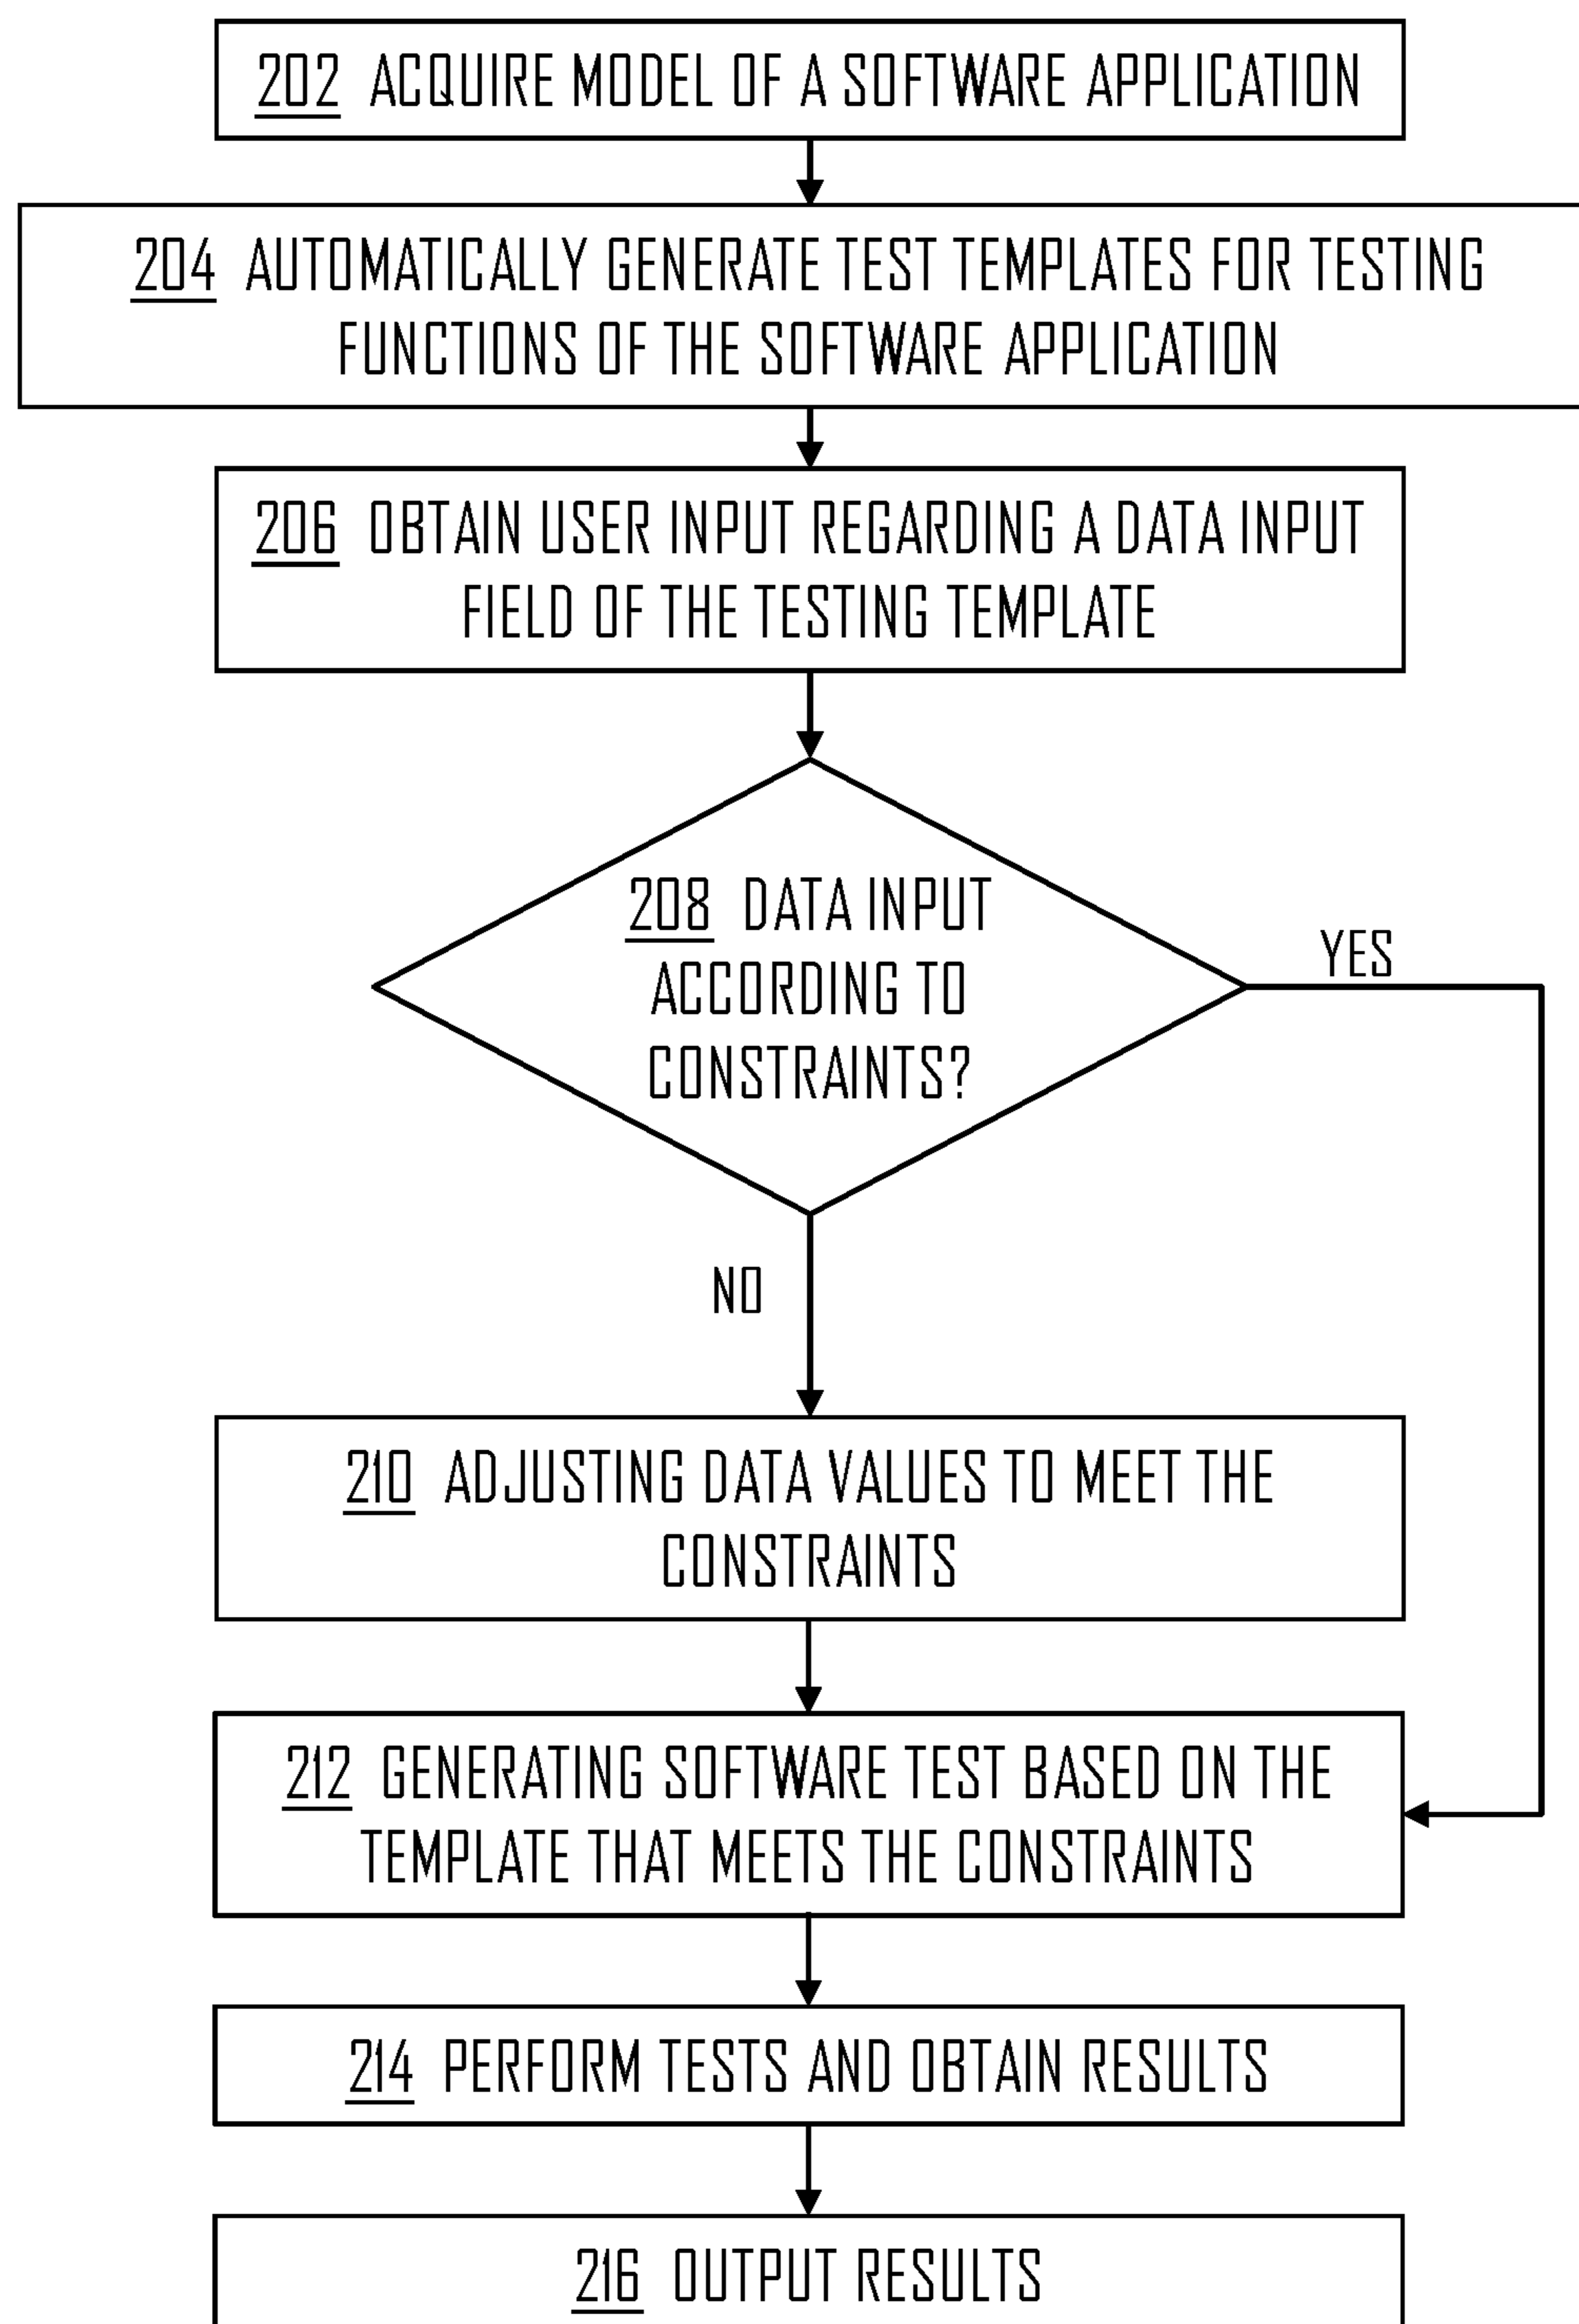 202 ACQUIRE MODEL OF A SOFTWARE APPLICATION
204 AUTOMATICALLY GENERATE TEST TEMPLATES FOR TESTING
FUNCTIONS OF THE SOFTWARE APPLICATION
206 OBTAIN USER INPUT REGARDING A DATA INPUT
FIELD OF THE TESTING TEMPLATE
208 DATA INPUT
ACCORDING TO
CONSTRAINTS?
YES
NO
210 ADJUSTING DATA VALUES TO MEET THE
CONSTRAINTS
212 GENERATING SOFTWARE TEST BASED ON THE
TEMPLATE THAT MEETS THE CONSTRAINTS
214 PERFORM TESTS AND OBTAIN RESULTS
216 OUTPUT RESULTS